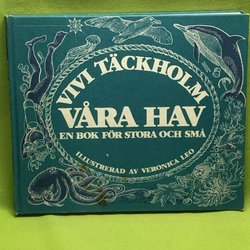 VIVI TÄCKHOLM
VÅRA HAV
EN BOK FÖR STORA OCH SMÅ
ILLUSTRERAD AV VERONICA LEO